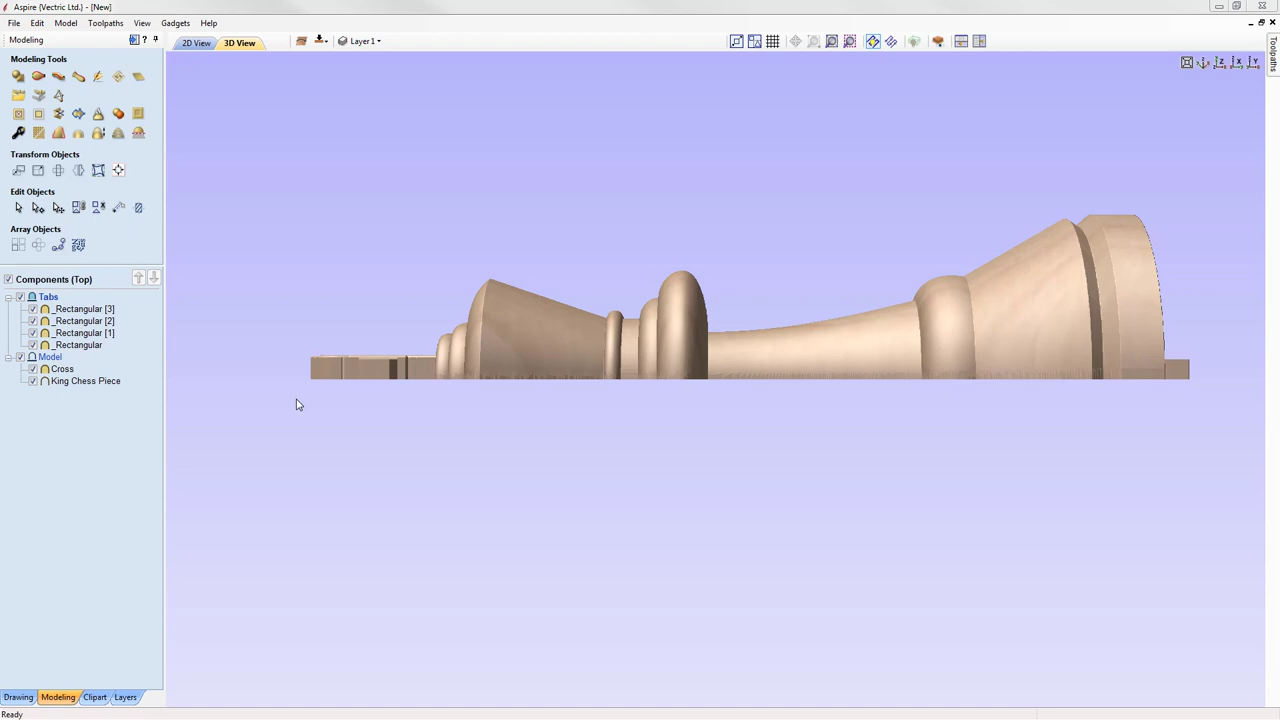 Aspire (Vectric Ltd.) - [New]
File Edit Model Toolpaths View Gadgets Help
Modeling ?
2D View 3D View Layer 1
Toolpaths
Modeling Tools
Z X Y
Transform Objects
Edit Objects
Array Objects
Components (Top)
Tabs
_Rectangular [3]
_Rectangular [2]
_Rectangular [1]
_Rectangular
Model
Cross
King Chess Piece
Drawing Modeling Clipart Layers
Ready